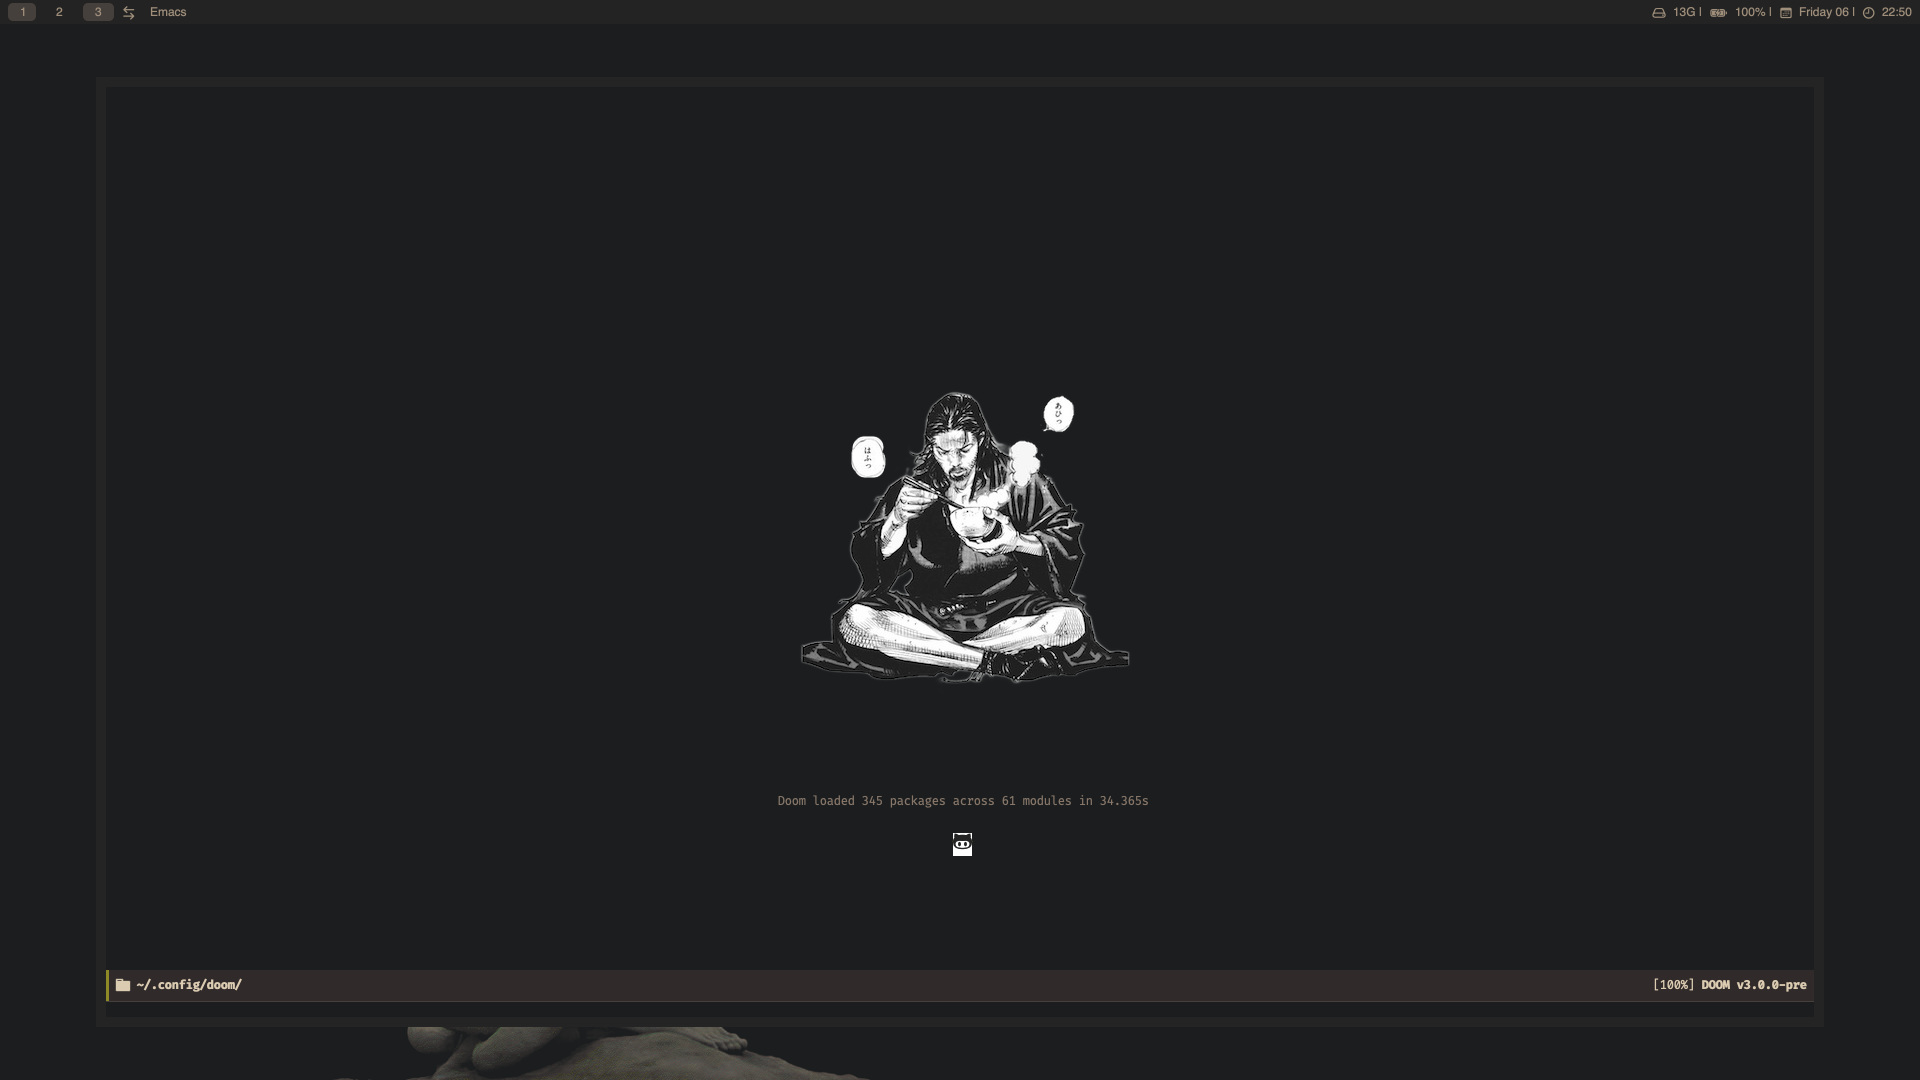 1 2 3 Emacs 13G | 100% | Friday 06 | 22:50
あひっ
はふっ
Doom loaded 345 packages across 61 modules in 34.365s
~/.config/doom/ [100%] DOOM v3.0.0-pre